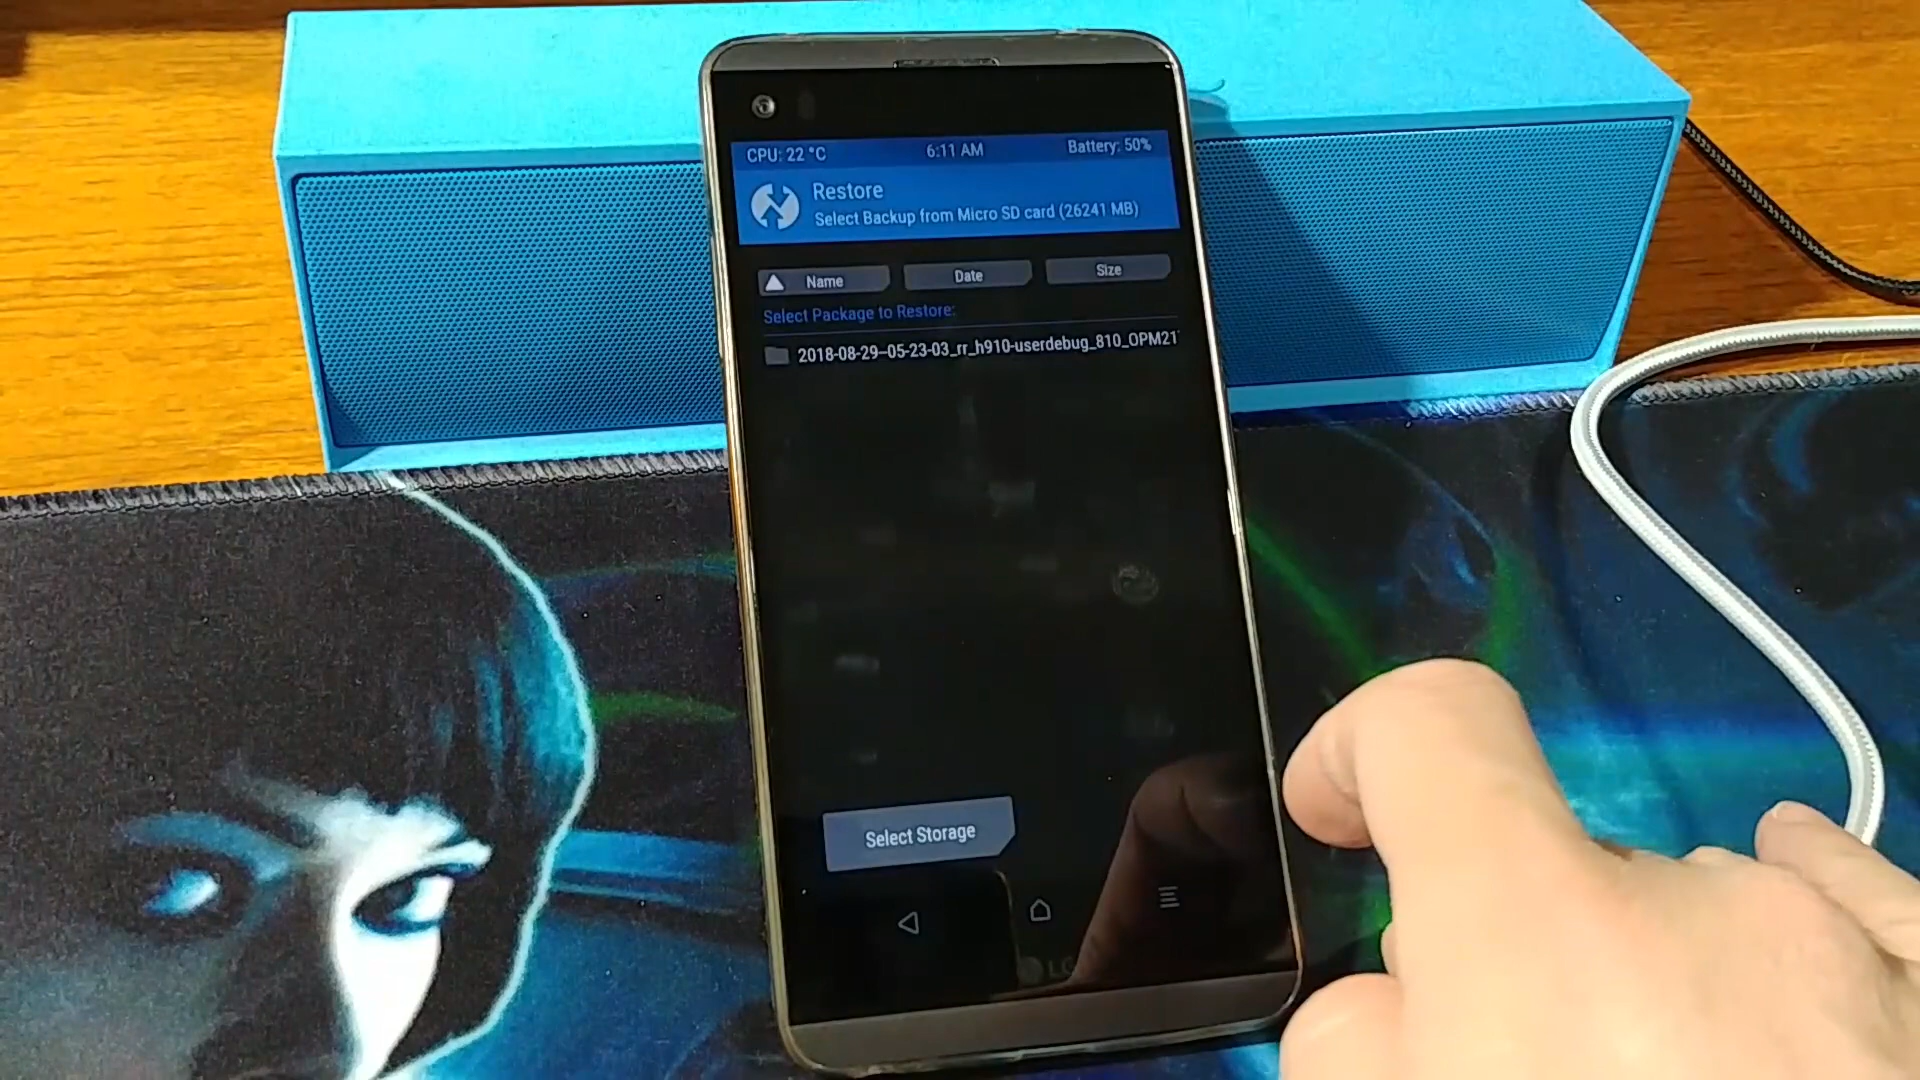 CPU: 22 °C 6:11 AM Battery: 50%
Restore
Select Backup from Micro SD card (26241 MB)
Name Date Size
Select Package to Restore:
2018-08-29--05-23-03_rr_h910-userdebug_810_OPM21
Select Storage
LG